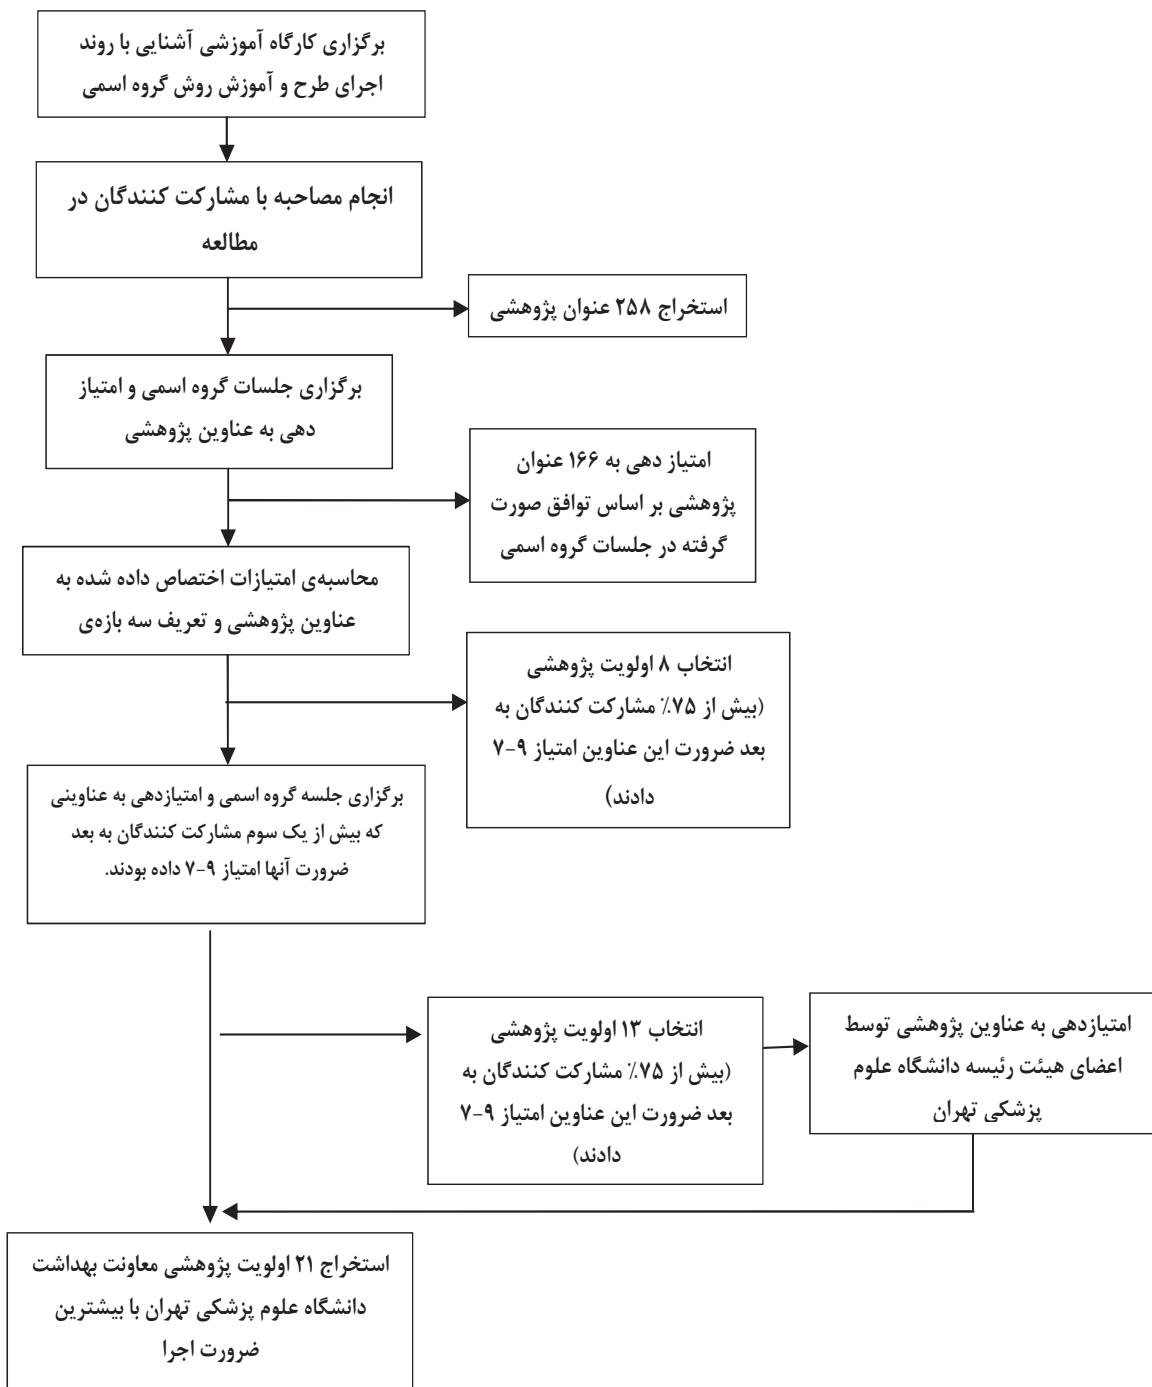 برگزاری کارگاه آموزشی آشنایی با روند
اجرای طرح و آموزش روش گروه اسمی
انجام مصاحبه با مشارکت کنندگان در
مطالعه
استخراج ۲۵۸ عنوان پژوهشی
برگزاری جلسات گروه اسمی و امتیاز
دهی به عناوین پژوهشی
امتیاز دهی به ۱۶۶ عنوان
پژوهشی بر اساس توافق صورت
گرفته در جلسات گروه اسمی
محاسبه‌ی امتیازات اختصاص داده شده به
عناوین پژوهشی و تعریف سه بازه‌ی
انتخاب ۸ اولویت پژوهشی
(بیش از ۷۵٪ مشارکت کنندگان به
بعد ضرورت این عناوین امتیاز ۹-۷
دادند)
برگزاری جلسه گروه اسمی و امتیازدهی به عناوینی
که بیش از یک سوم مشارکت کنندگان به بعد
ضرورت آنها امتیاز ۹-۷ داده بودند.
انتخاب ۱۳ اولویت پژوهشی
(بیش از ۷۵٪ مشارکت کنندگان به
بعد ضرورت این عناوین امتیاز ۹-۷
دادند)
امتیازدهی به عناوین پژوهشی توسط
اعضای هیئت رئیسه دانشگاه علوم
پزشکی تهران
استخراج ۲۱ اولویت پژوهشی معاونت بهداشت
دانشگاه علوم پزشکی تهران با بیشترین
ضرورت اجرا